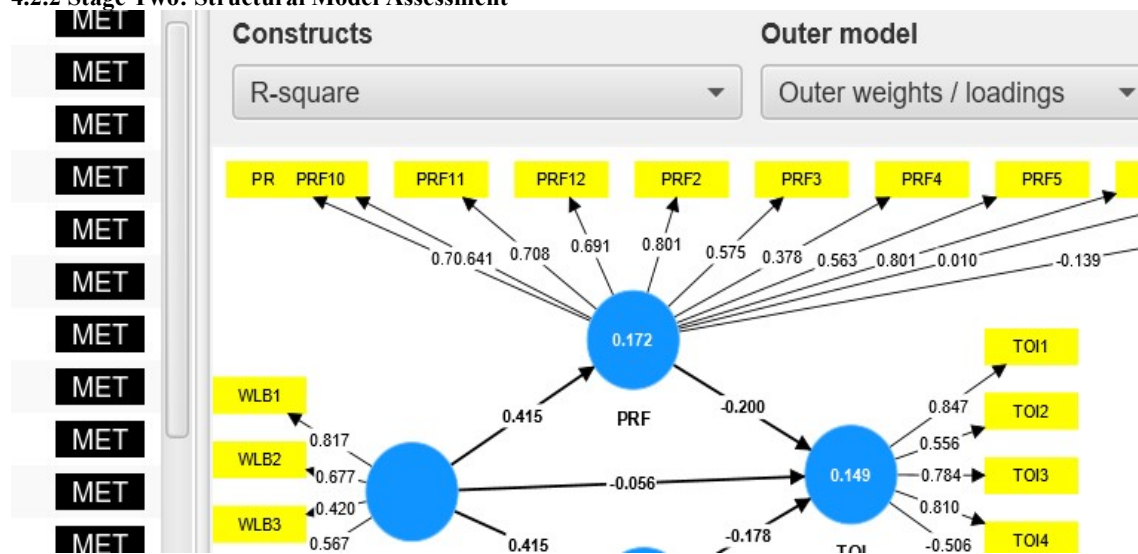 4.2.2 Stage Two: Structural Model Assessment
MET
MET
MET
MET
MET
MET
MET
MET
MET
MET
MET
Constructs
Outer model
R-square
Outer weights / loadings
PR PRF10 PRF11 PRF12 PRF2 PRF3 PRF4 PRF5
0.70.641 0.708 0.691 0.801 0.575 0.378 0.563 0.801 0.010 -0.139
0.172
PRF
TOI1
WLB1
0.415
-0.200
0.847
TOI2
0.817
0.556
WLB2
0.677
-0.056
0.149
0.784
TOI3
0.420
0.810
WLB3
0.567
0.415
-0.178
TOI
-0.506
TOI4